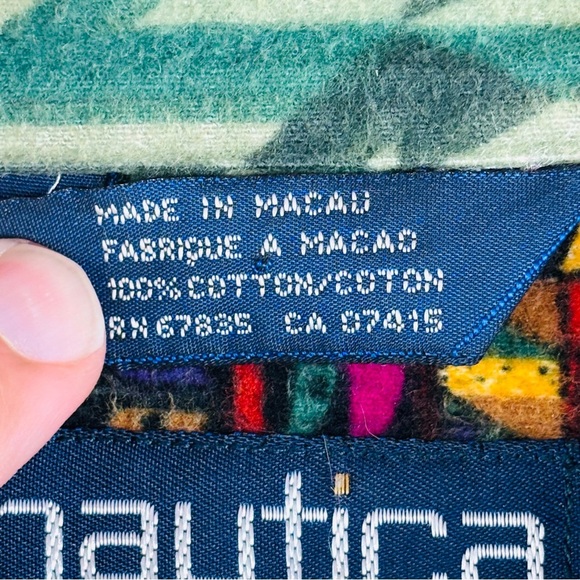 MADE IN MACAU
FABRIQUE A MACAO
100% COTTON/COTON
RN 67835 CA 07415
nautica